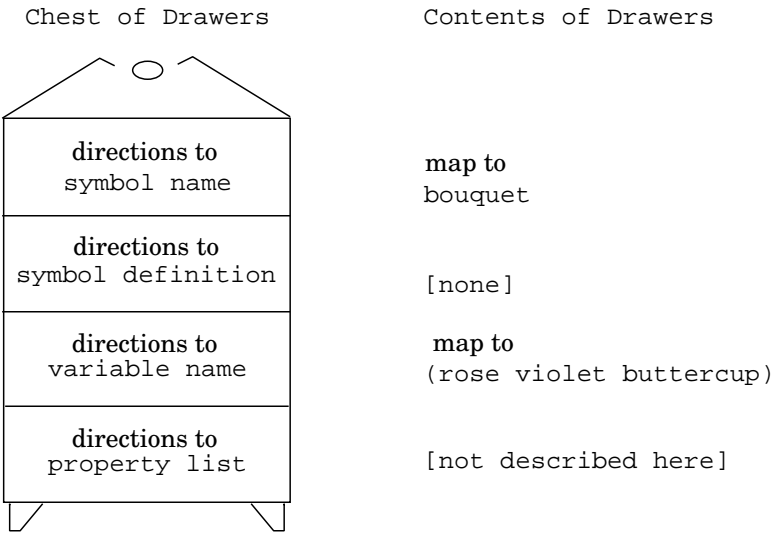 Chest of Drawers
Contents of Drawers
directions to
symbol name
map to
bouquet
directions to
symbol definition
[none]
directions to
variable name
map to
(rose violet buttercup)
directions to
property list
[not described here]